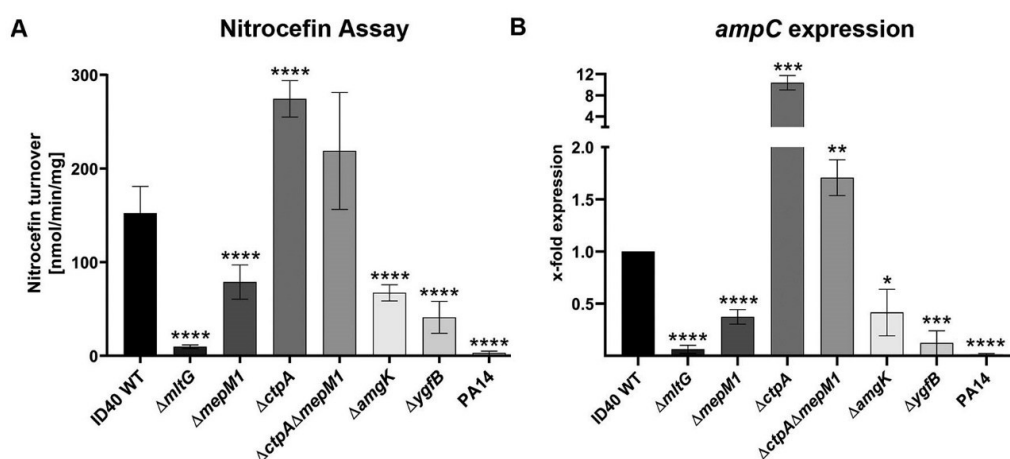 A
Nitrocefin Assay
Nitrocefin turnover
[nmol/min/mg]
300
200
100
0
****
****
****
****
****
****
ID40 WT
ΔmltG
ΔmepM1
ΔctpA
ΔctpAΔmepM1
ΔamgK
ΔygfB
PA14
B
ampC expression
x-fold expression
12
8
4
2.0
1.5
1.0
0.5
****
****
***
**
*
***
****
ID40 WT
ΔmltG
ΔmepM1
ΔctpA
ΔctpAΔmepM1
ΔamgK
ΔygfB
PA14